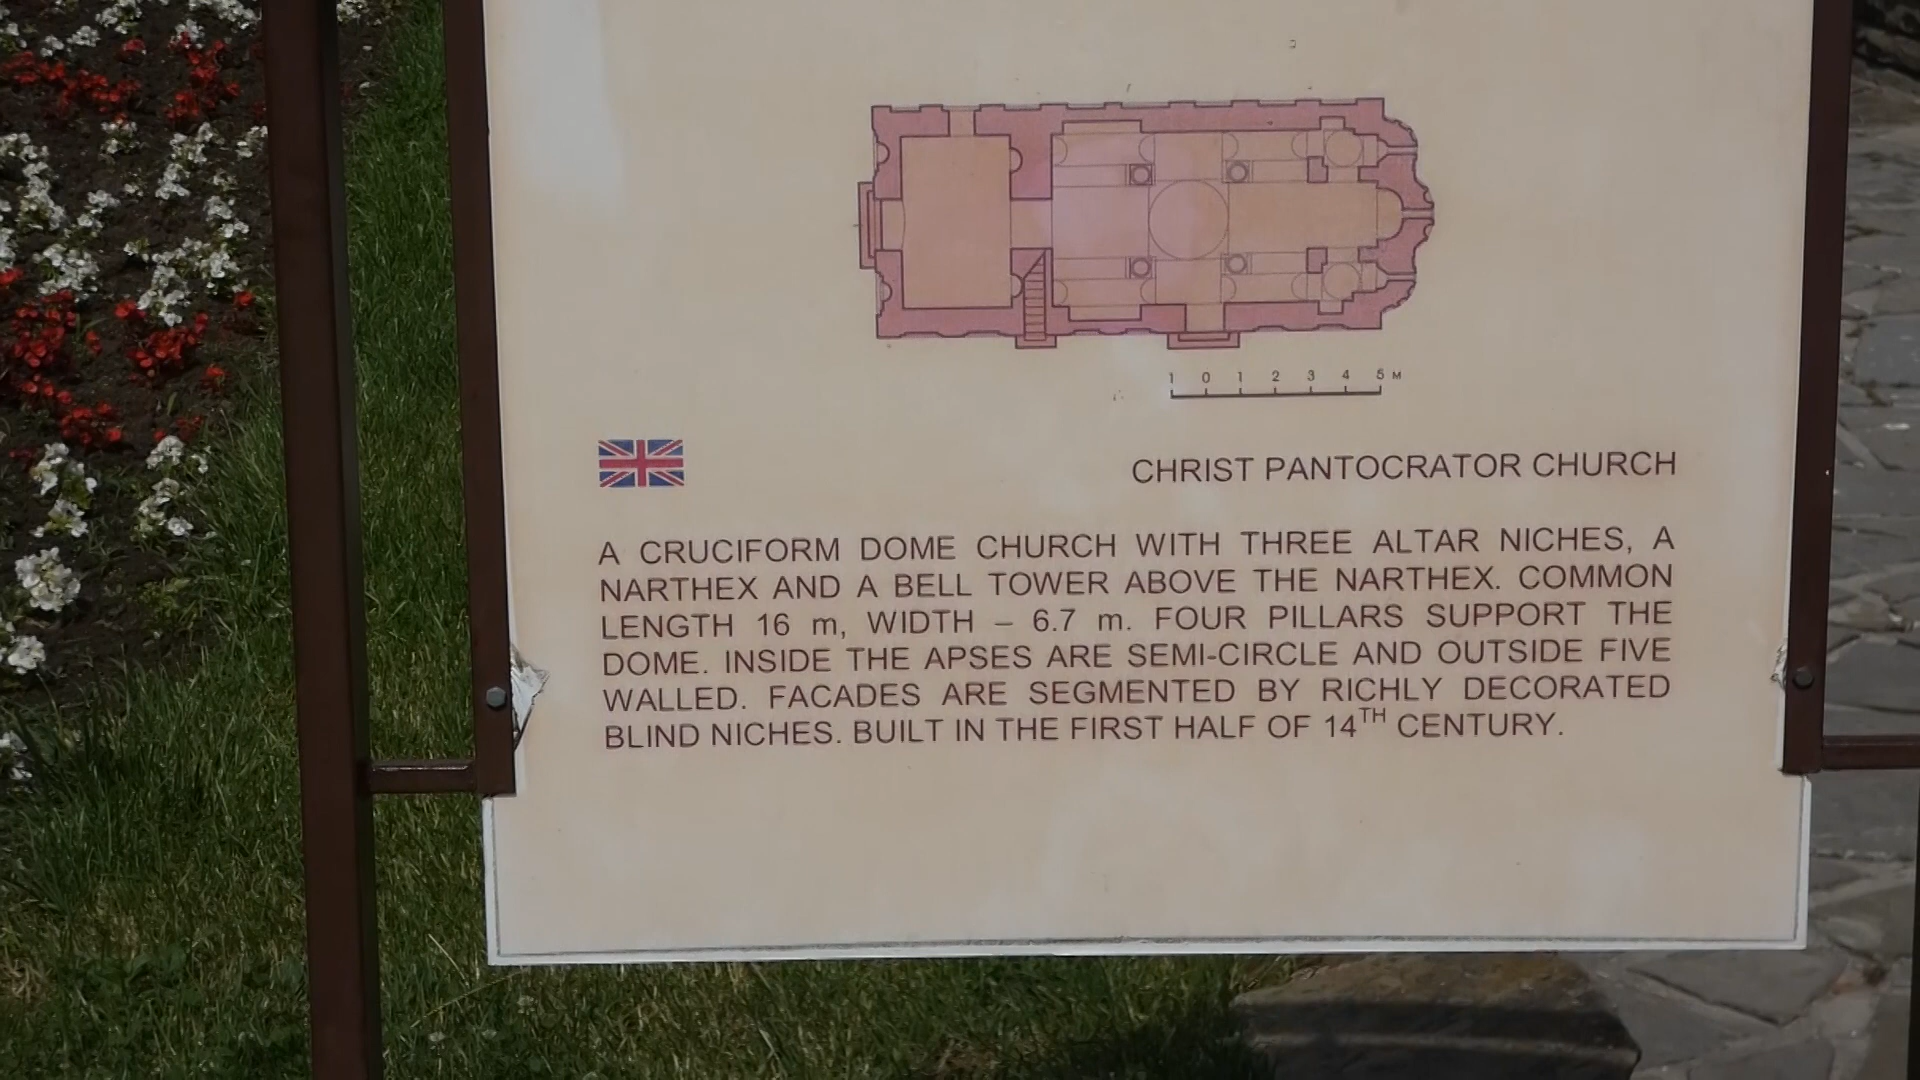 1 0 1 2 3 4 5 M
CHRIST PANTOCRATOR CHURCH
A CRUCIFORM DOME CHURCH WITH THREE ALTAR NICHES, A
NARTHEX AND A BELL TOWER ABOVE THE NARTHEX. COMMON
LENGTH 16 m, WIDTH – 6.7 m. FOUR PILLARS SUPPORT THE
DOME. INSIDE THE APSES ARE SEMI-CIRCLE AND OUTSIDE FIVE
WALLED. FACADES ARE SEGMENTED BY RICHLY DECORATED
BLIND NICHES. BUILT IN THE FIRST HALF OF 14TH CENTURY.